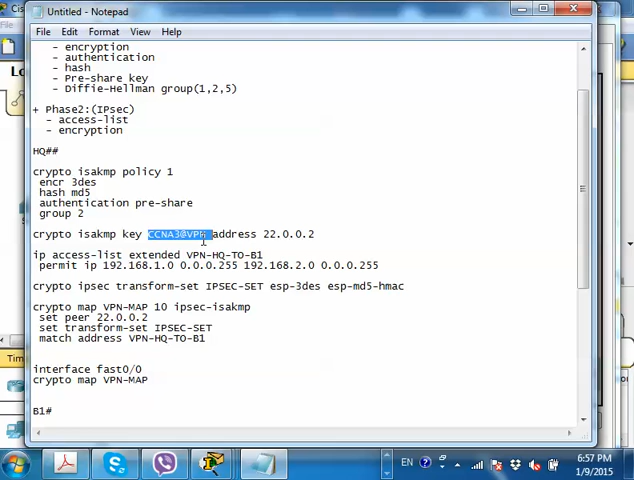 Untitled - Notepad
File Edit Format View Help
- encryption
- authentication
- hash
- Pre-share key
- Diffie-Hellman group(1,2,5)
+ Phase2:(IPsec)
- access-list
- encryption
HQ##
crypto isakmp policy 1
encr 3des
hash md5
authentication pre-share
group 2
crypto isakmp key CCNA3@VPN address 22.0.0.2
ip access-list extended VPN-HQ-TO-B1
permit ip 192.168.1.0 0.0.0.255 192.168.2.0 0.0.0.255
crypto ipsec transform-set IPSEC-SET esp-3des esp-md5-hmac
crypto map VPN-MAP 10 ipsec-isakmp
set peer 22.0.0.2
set transform-set IPSEC-SET
match address VPN-HQ-TO-B1
interface fast0/0
crypto map VPN-MAP
B1#
Cis
File
Lo
Tim
EN
6:57 PM
1/9/2015